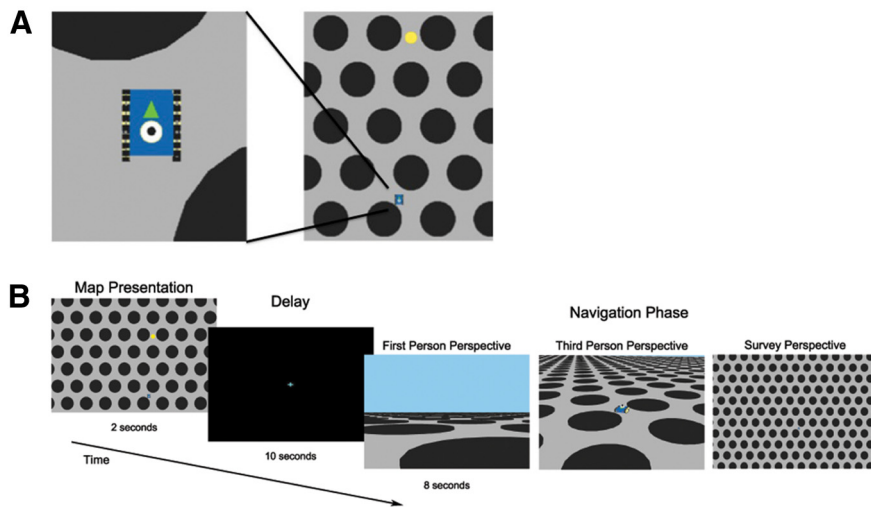 A
B
Map Presentation
Delay
Navigation Phase
First Person Perspective
Third Person Perspective
Survey Perspective
2 seconds
10 seconds
8 seconds
Time